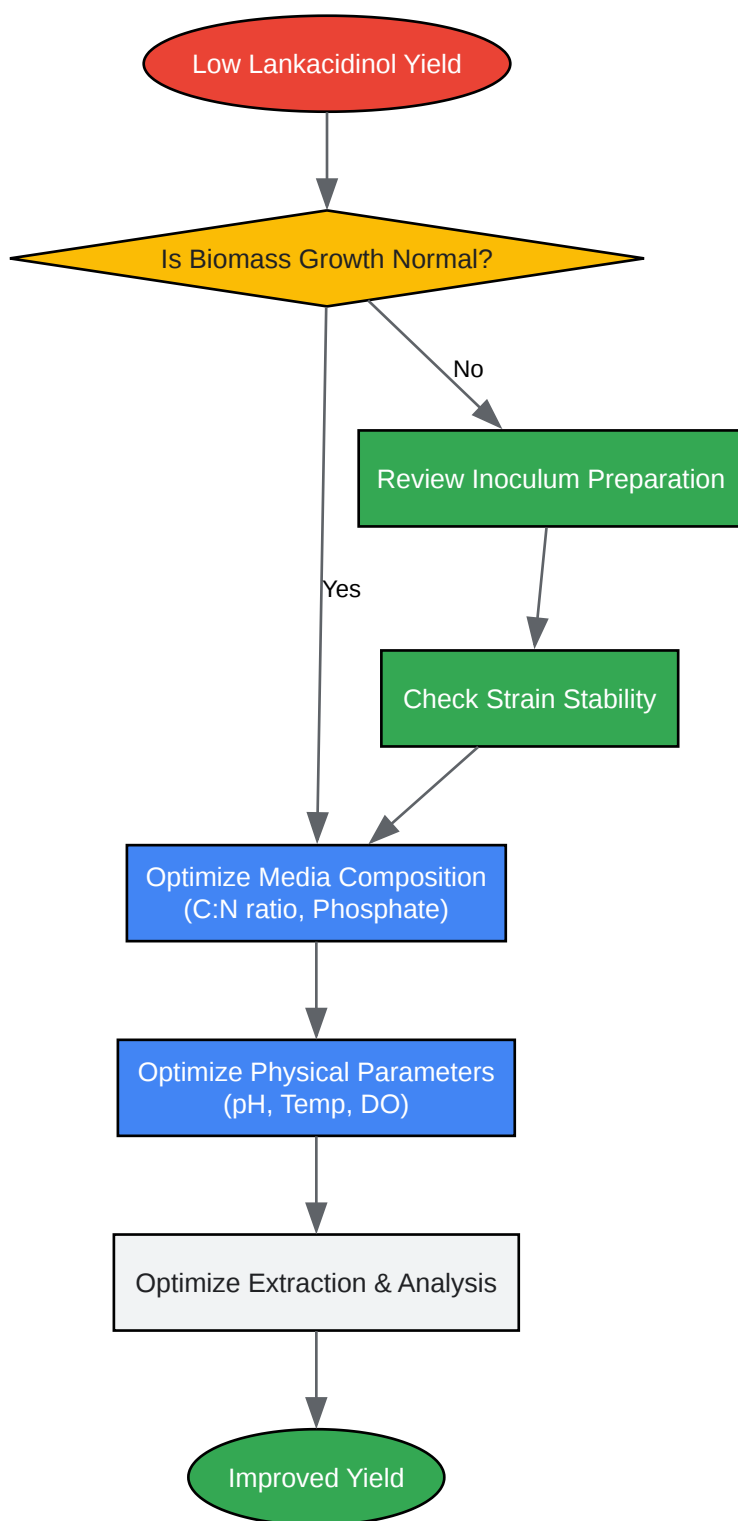 Low Lankacidinol Yield
Is Biomass Growth Normal?
No
Review Inoculum Preparation
Yes
Check Strain Stability
Optimize Media Composition
(C:N ratio, Phosphate)
Optimize Physical Parameters
(pH, Temp, DO)
Optimize Extraction & Analysis
Improved Yield